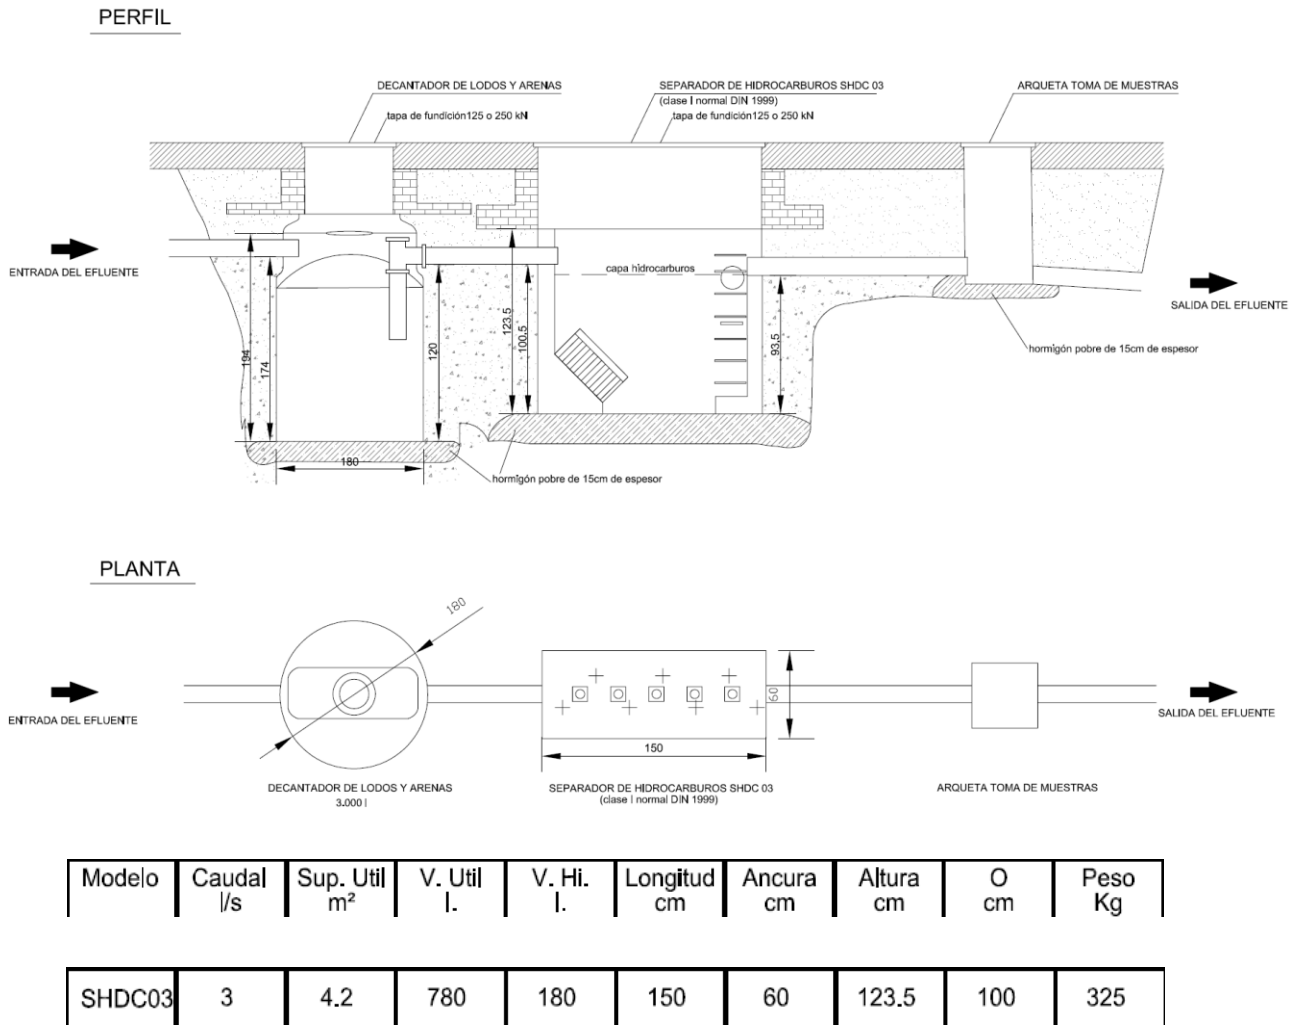 PERFIL
DECANTADOR DE LODOS Y ARENAS
tapa de fundición125 o 250 kN
SEPARADOR DE HIDROCARBUROS SHDC 03
(clase I normal DIN 1999)
tapa de fundición125 o 250 kN
ARQUETA TOMA DE MUESTRAS
ENTRADA DEL EFLUENTE
capa hidrocarburos
SALIDA DEL EFLUENTE
194
174
120
123.5
100.5
93.5
hormigón pobre de 15cm de espesor
180
hormigón pobre de 15cm de espesor
PLANTA
180
ENTRADA DEL EFLUENTE
60
SALIDA DEL EFLUENTE
150
DECANTADOR DE LODOS Y ARENAS
3.000 l
SEPARADOR DE HIDROCARBUROS SHDC 03
(clase I normal DIN 1999)
ARQUETA TOMA DE MUESTRAS
Modelo Caudal l/s Sup. Util m² V. Util l. V. Hi. l. Longitud cm Ancura cm Altura cm O cm Peso Kg
SHDC03 3 4.2 780 180 150 60 123.5 100 325